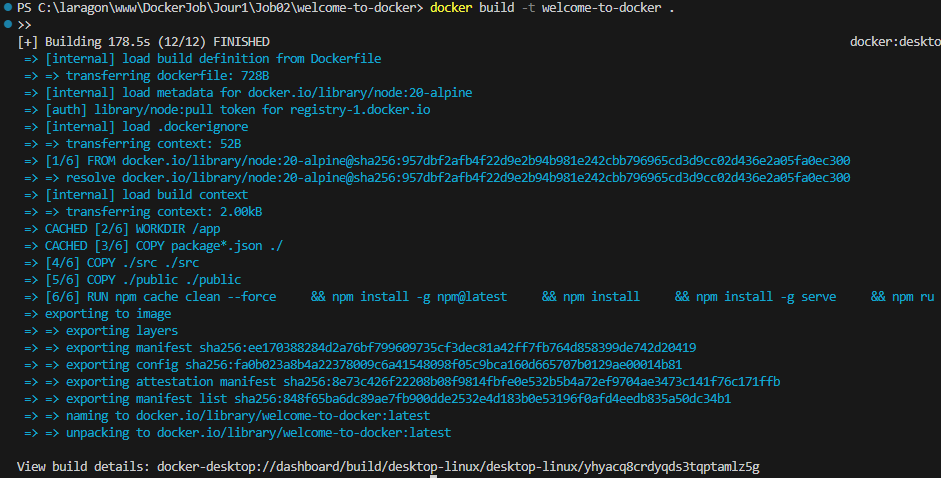 PS C:\laragon\www\DockerJob\Jour1\Job02\welcome-to-docker> docker build -t welcome-to-docker .
>>
[+] Building 178.5s (12/12) FINISHED docker:deskto
=> [internal] load build definition from Dockerfile
=> => transferring dockerfile: 728B
=> [internal] load metadata for docker.io/library/node:20-alpine
=> [auth] library/node:pull token for registry-1.docker.io
=> [internal] load .dockerignore
=> => transferring context: 52B
=> [1/6] FROM docker.io/library/node:20-alpine@sha256:957dbf2afb4f22d9e2b94b981e242cbb796965cd3d9cc02d436e2a05fa0ec300
=> => resolve docker.io/library/node:20-alpine@sha256:957dbf2afb4f22d9e2b94b981e242cbb796965cd3d9cc02d436e2a05fa0ec300
=> [internal] load build context
=> => transferring context: 2.00kB
=> CACHED [2/6] WORKDIR /app
=> CACHED [3/6] COPY package*.json ./
=> [4/6] COPY ./src ./src
=> [5/6] COPY ./public ./public
=> [6/6] RUN npm cache clean --force     && npm install -g npm@latest     && npm install     && npm install -g serve     && npm ru
=> exporting to image
=> => exporting layers
=> => exporting manifest sha256:ee170388284d2a76bf799609735cf3dec81a42ff7fb764d858399de742d20419
=> => exporting config sha256:fa0b023a8b4a22378009c6a41548098f05c9bca160d665707b0129ae00014b81
=> => exporting attestation manifest sha256:8e73c426f22208b08f9814fbfe0e532b5b4a72ef9704ae3473c141f76c171ffb
=> => exporting manifest list sha256:848f65ba6dc89ae7fb900dde2532e4d183b0e53196f0afd4eedb835a50dc34b1
=> => naming to docker.io/library/welcome-to-docker:latest
=> => unpacking to docker.io/library/welcome-to-docker:latest
View build details: docker-desktop://dashboard/build/desktop-linux/desktop-linux/yhyacq8crdyqds3tqptamlz5g